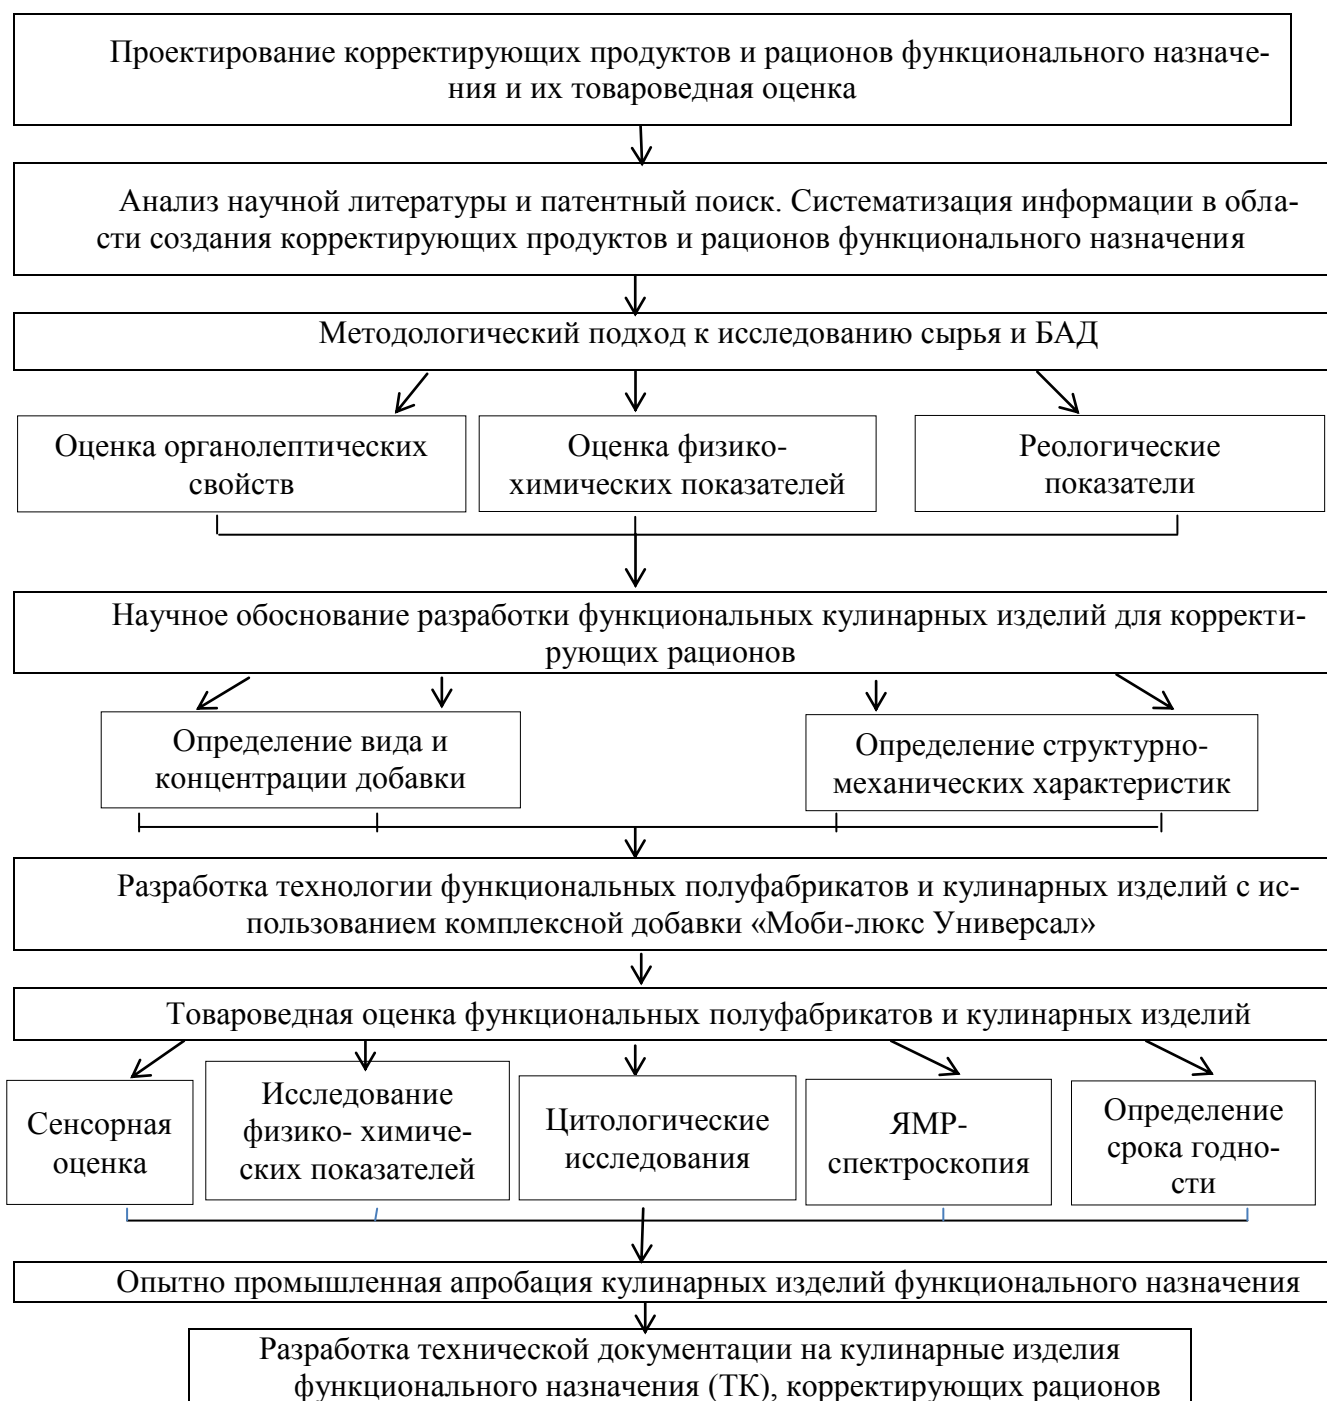 Проектирование корректирующих продуктов и рационов функционального назначе-
ния и их товароведная оценка
Анализ научной литературы и патентный поиск. Систематизация информации в обла-
сти создания корректирующих продуктов и рационов функционального назначения
Методологический подход к исследованию сырья и БАД
Оценка органолептических
свойств
Оценка физико-
химических показателей
Реологические
показатели
Научное обоснование разработки функциональных кулинарных изделий для корректи-
рующих рационов
Определение вида и
концентрации добавки
Определение структурно-
механических характеристик
Разработка технологии функциональных полуфабрикатов и кулинарных изделий с ис-
пользованием комплексной добавки «Моби-люкс Универсал»
Товароведная оценка функциональных полуфабрикатов и кулинарных изделий
Сенсорная
оценка
Исследование
физико- химиче-
ских показателей
Цитологические
исследования
ЯМР-
спектроскопия
Определение
срока годно-
сти
Опытно промышленная апробация кулинарных изделий функционального назначения
Разработка технической документации на кулинарные изделия
функционального назначения (ТК), корректирующих рационов